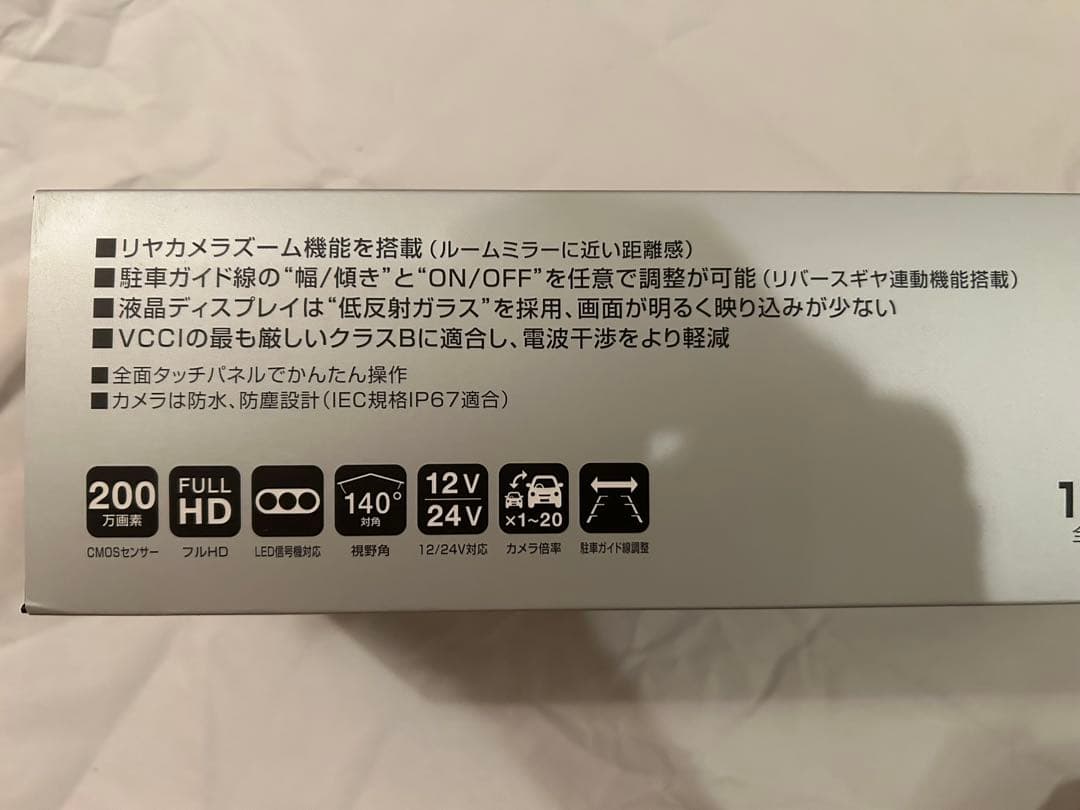 ■リヤカメラズーム機能を搭載(ルームミラーに近い距離感)
■駐車ガイド線の“幅/傾き”と“ON/OFF”を任意で調整が可能(リバースギヤ連動機能搭載)
■液晶ディスプレイは“低反射ガラス”を採用、画面が明るく映り込みが少ない
■VCCIの最も厳しいクラスBに適合し、電波干渉をより軽減
■全面タッチパネルでかんたん操作
■カメラは防水、防塵設計(IEC規格IP67適合)
200
万画素
CMOSセンサー
FULL
HD
フルHD
LED信号機対応
140°
対角
視野角
12V
24V
12/24V対応
×1~20
カメラ倍率
駐車ガイド線調整